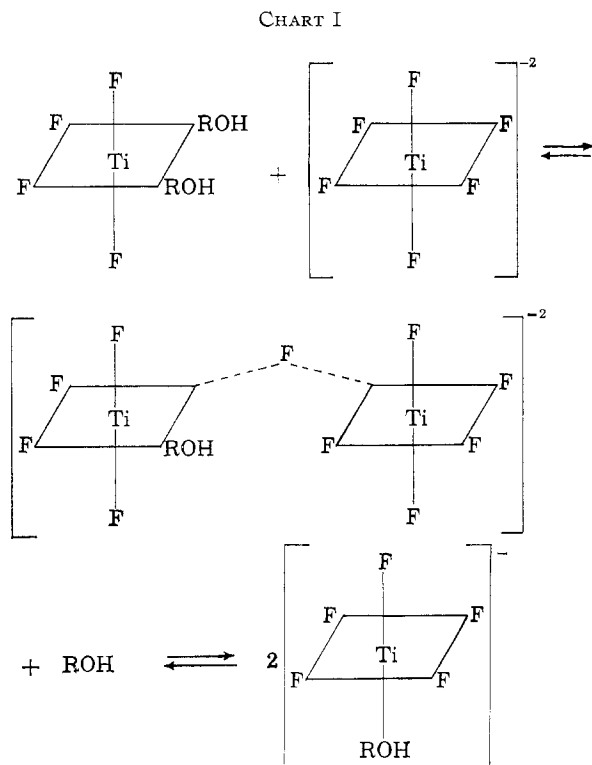 CHART I
F F −2
F ROH F F
Ti + Ti ⇌
F ROH F F
F F
F F F −2
F F
Ti Ti
F ROH F F
F F
F −
F F
+ ROH ⇌ 2 Ti
F F
ROH